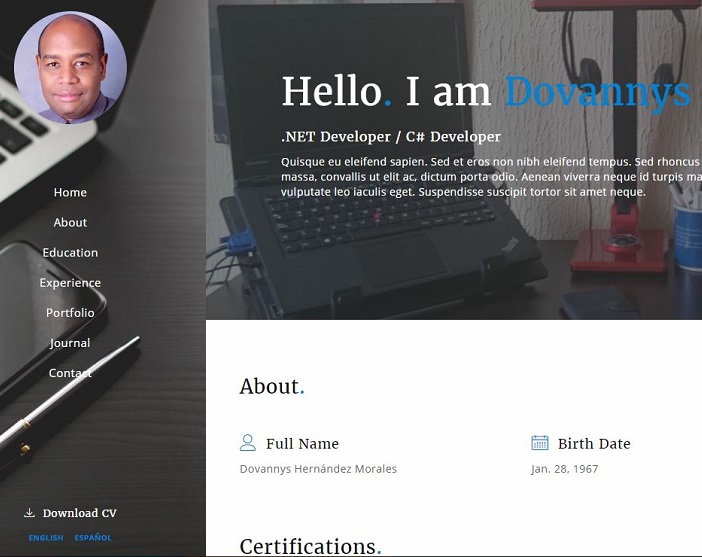 Hello. I am Dovannys
.NET Developer / C# Developer
Quisque eu eleifend sapien. Sed et eros non nibh eleifend tempus. Sed rhoncus
massa, convallis ut elit ac, dictum porta odio. Aenean viverra neque id turpis ma
vulputate leo iaculis eget. Suspendisse suscipit tortor sit amet neque.
Home
About
Education
Experience
Portfolio
Journal
Contact
Download CV
ENGLISH ESPAÑOL
About.
Full Name
Dovannys Hernández Morales
Birth Date
Jan. 28, 1967
Certifications.